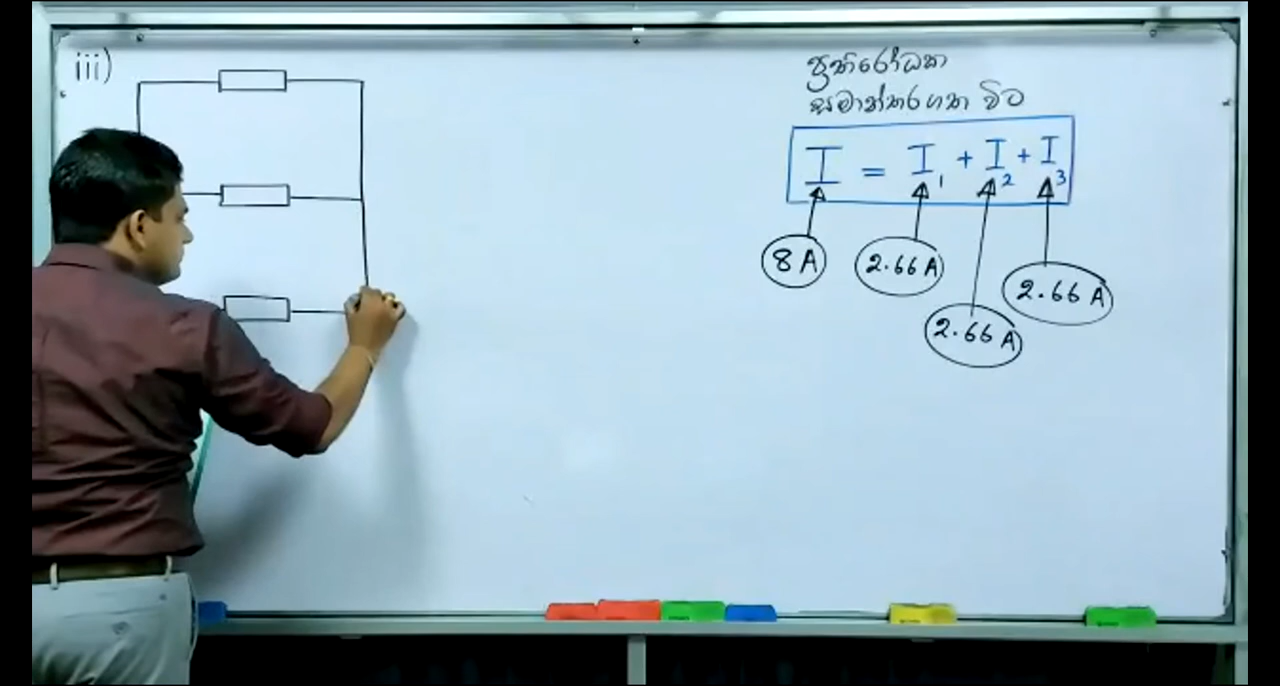 iii)
ප්‍රතිරෝධක
සමාන්තරගත විට
I = I₁ + I₂ + I₃
8 A
2.66 A
2.66 A
2.66 A